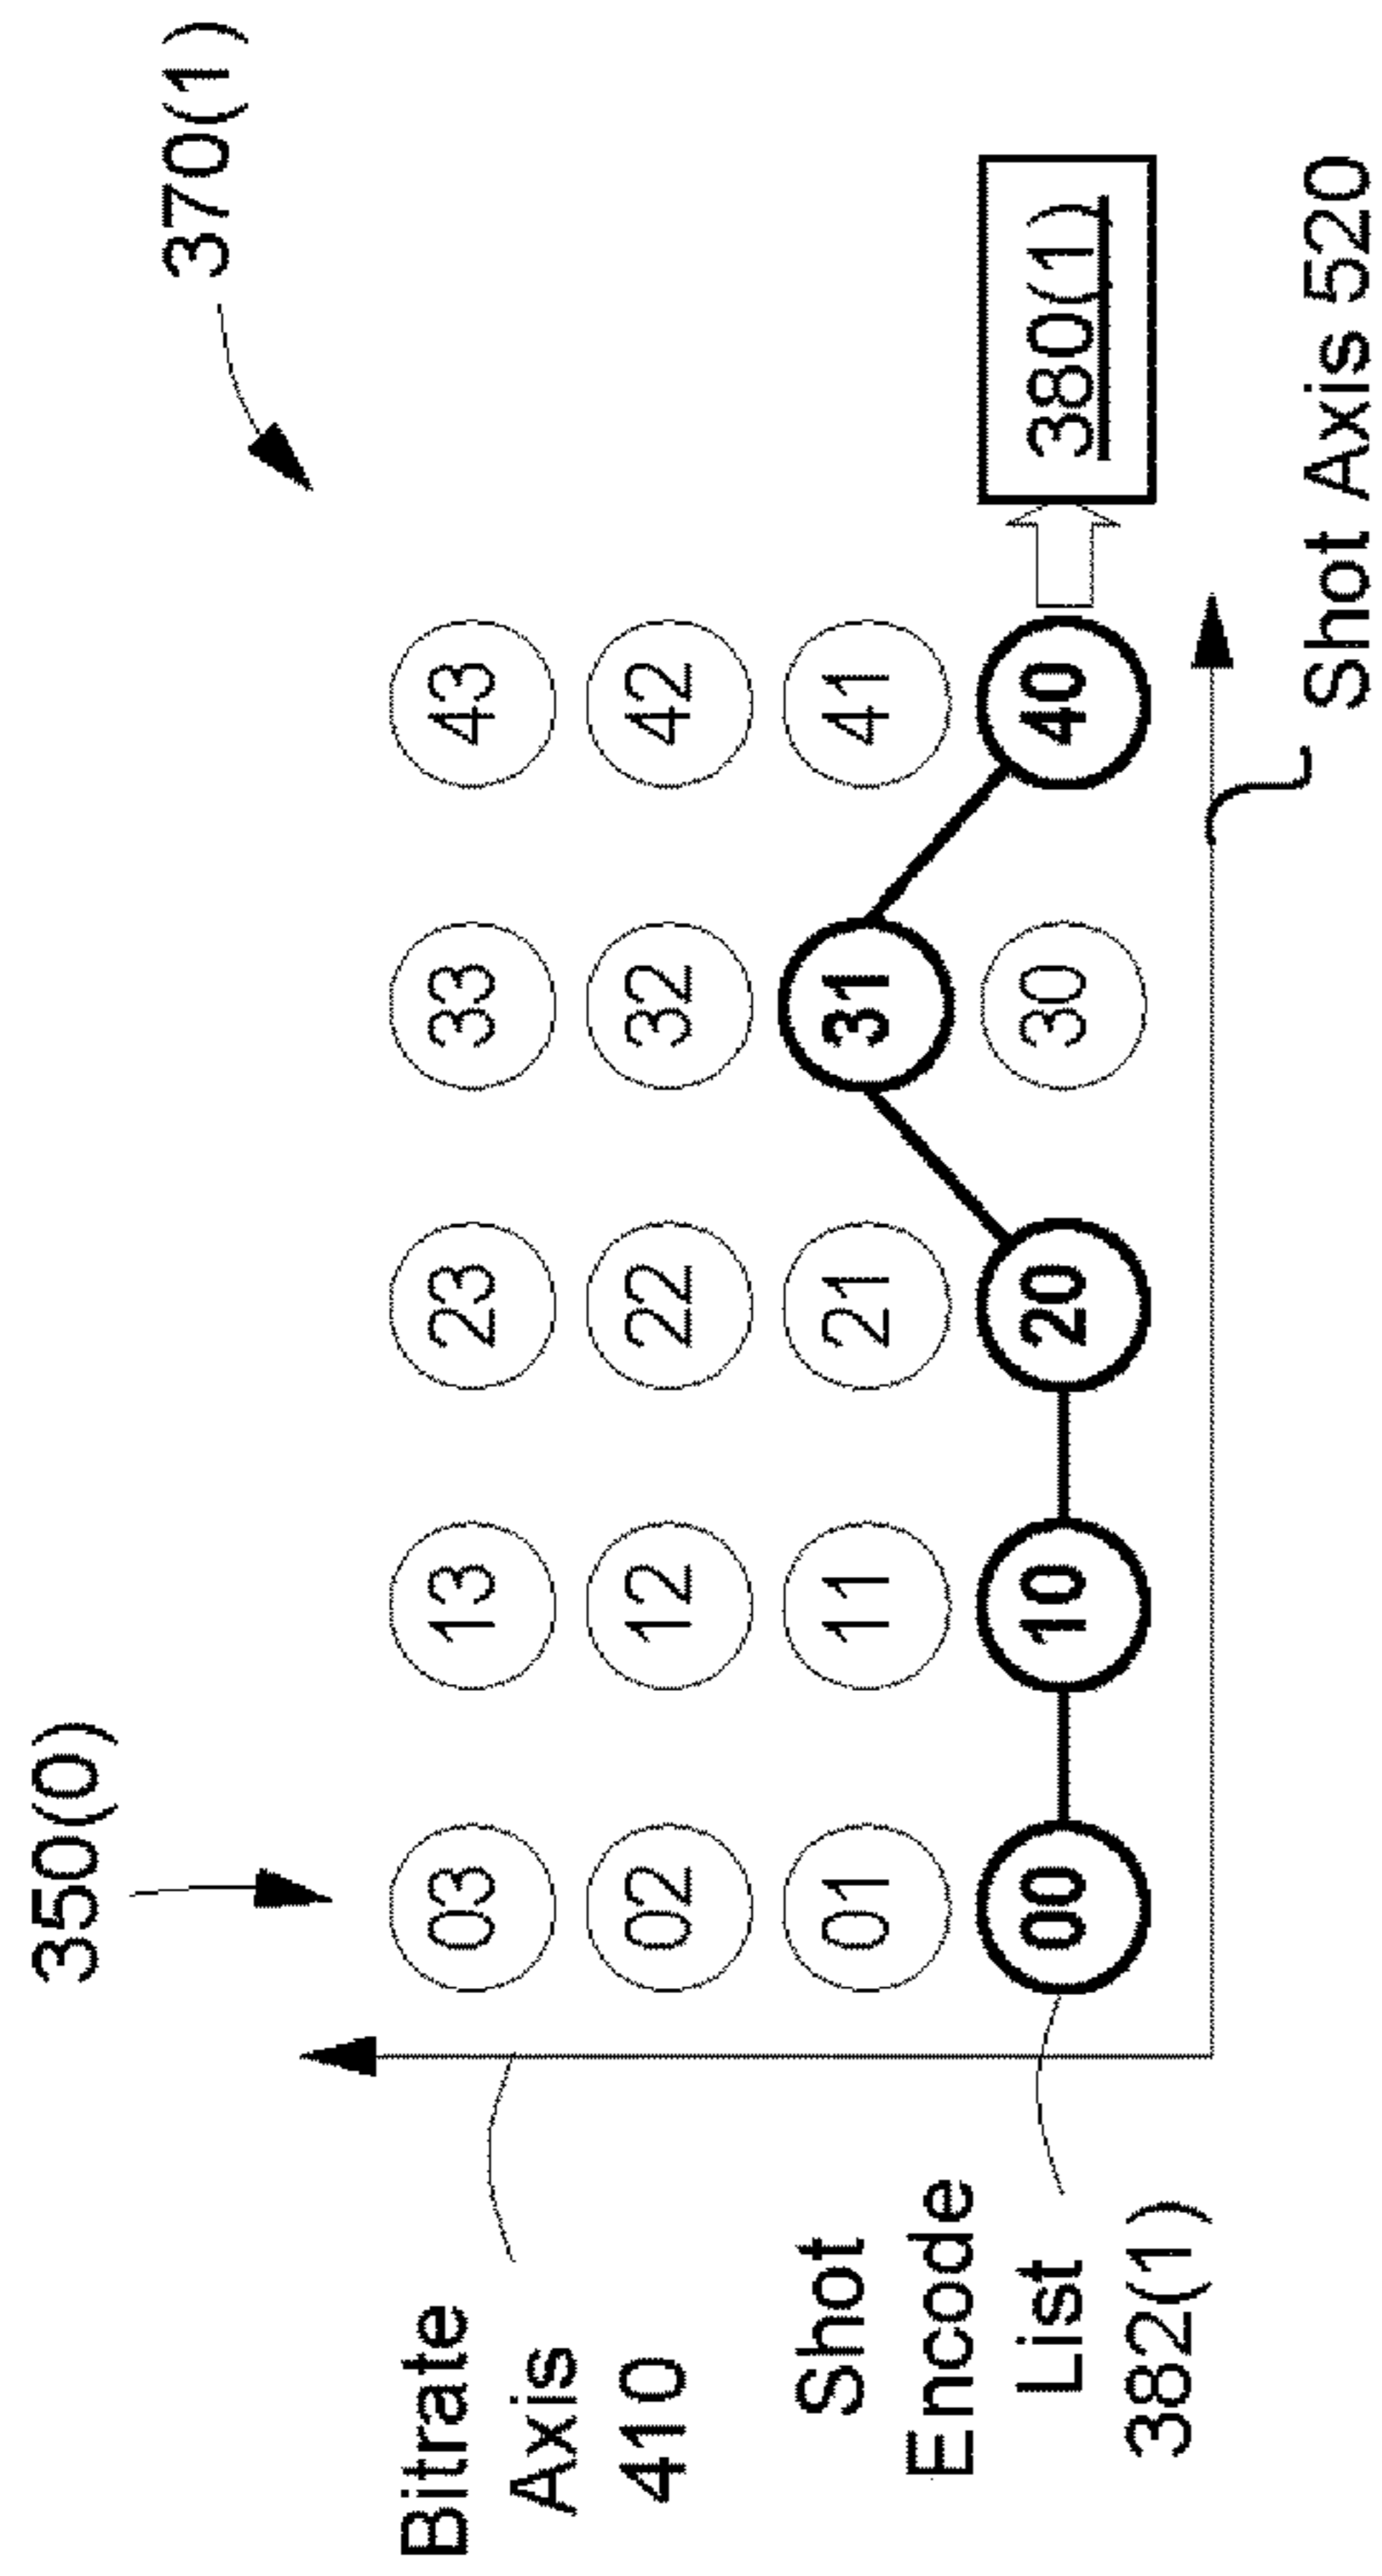 370(1)
350(0)
Bitrate
Axis
410
03 13 23 33 43
02 12 22 32 42
01 11 21 31 41
00 10 20 30 40
380(1)
Shot
Encode
List
382(1)
Shot Axis 520